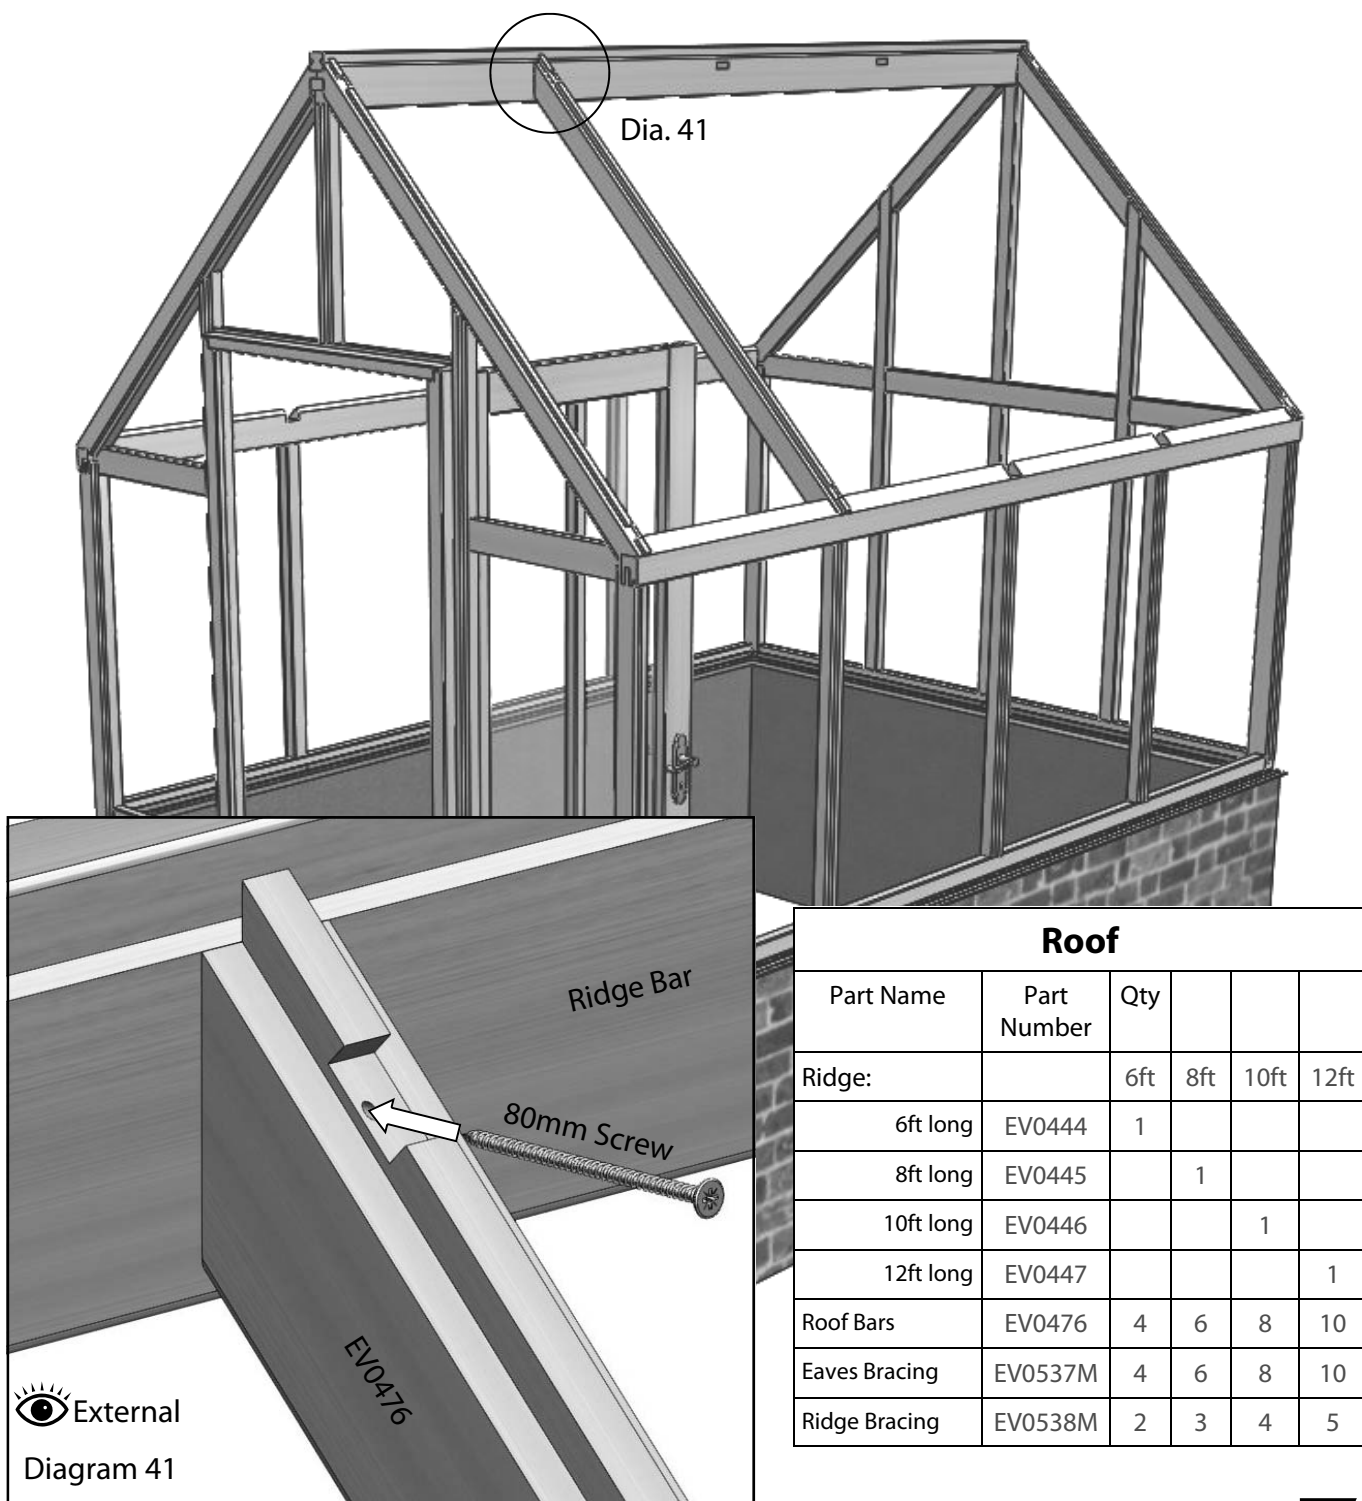 Dia. 41
Ridge Bar
80mm Screw
EV0476
External
Diagram 41
Roof
Part Name Part Number Qty
Ridge: 6ft 8ft 10ft 12ft
6ft long EV0444 1
8ft long EV0445 1
10ft long EV0446 1
12ft long EV0447 1
Roof Bars EV0476 4 6 8 10
Eaves Bracing EV0537M 4 6 8 10
Ridge Bracing EV0538M 2 3 4 5